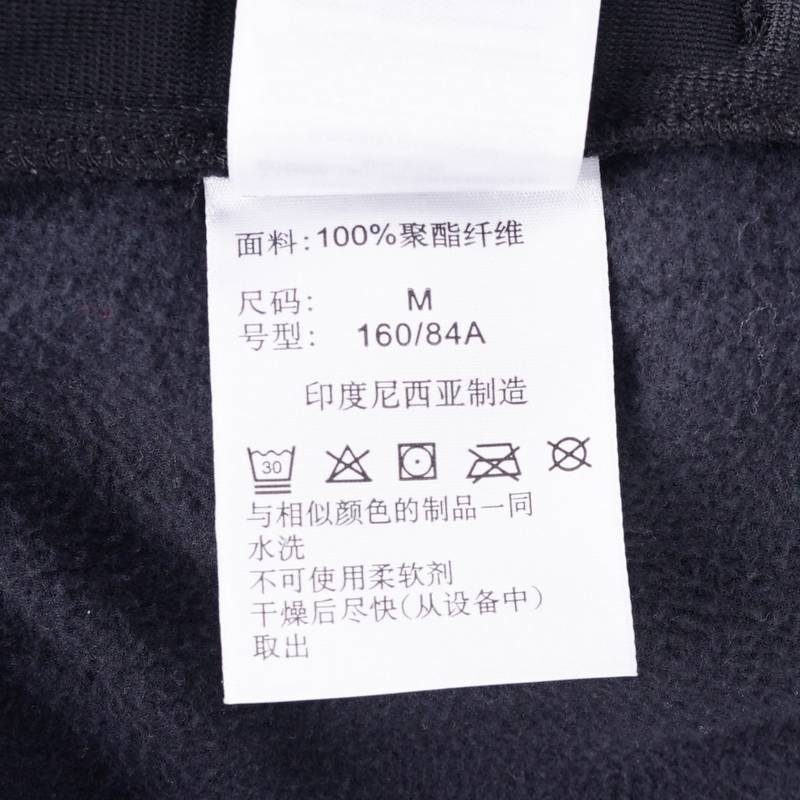 面料:100%聚酯纤维
尺码: M
号型: 160/84A
印度尼西亚制造
30
与相似颜色的制品一同
水洗
不可使用柔软剂
干燥后尽快(从设备中)
取出